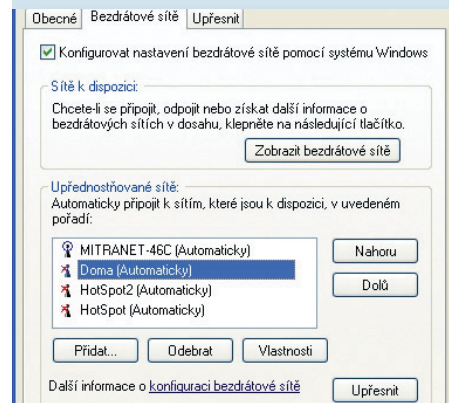 Obecné Bezdrátové sítě Upřesnit
Konfigurovat nastavení bezdrátové sítě pomocí systému Windows
Sítě k dispozici:
Chcete-li se připojit, odpojit nebo získat další informace o
bezdrátových sítích v dosahu, klepněte na následující tlačítko.
Zobrazit bezdrátové sítě
Upřednostňované sítě:
Automaticky připojit k sítím, které jsou k dispozici, v uvedeném
pořadí:
MITRANET-46C (Automaticky)
Nahoru
Doma (Automaticky)
Dolů
HotSpot2 (Automaticky)
HotSpot (Automaticky)
Přidat... Odebrat Vlastnosti
Další informace o konfiguraci bezdrátové sítě
Upřesnit